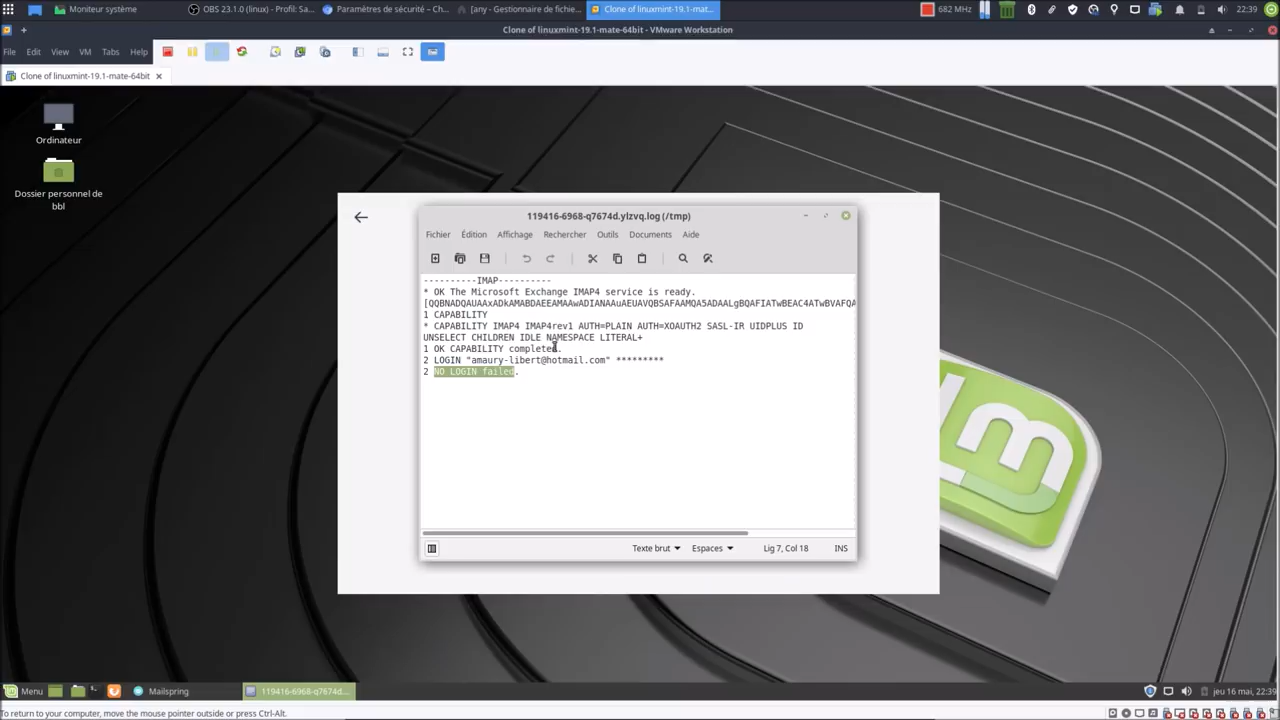 Moniteur système
OBS 23.1.0 (linux) - Profil: Sa...
Paramètres de sécurité – Ch...
[any - Gestionnaire de fichie...
Clone of linuxmint-19.1-mat...
682 MHz
22:39
Clone of linuxmint-19.1-mate-64bit - VMware Workstation
File Edit View VM Tabs Help
Clone of linuxmint-19.1-mate-64bit
Ordinateur
Dossier personnel de
bbl
119416-6968-q7674d.ylzvq.log (/tmp)
Fichier Édition Affichage Rechercher Outils Documents Aide
----------IMAP----------
* OK The Microsoft Exchange IMAP4 service is ready.
[QQBNADQAUAAxADkAMABDAEEAMAAwADIANAAuAEUAVQBSAFAAMQA5ADAALgBQAFIATwBEAC4ATwBVAFQA
1 CAPABILITY
* CAPABILITY IMAP4 IMAP4rev1 AUTH=PLAIN AUTH=XOAUTH2 SASL-IR UIDPLUS ID
UNSELECT CHILDREN IDLE NAMESPACE LITERAL+
1 OK CAPABILITY completed.
2 LOGIN "amaury-libert@hotmail.com" *********
2 NO LOGIN failed.
Texte brut Espaces Lig 7, Col 18 INS
Menu
Mailspring
119416-6968-q7674d....
jeu 16 mai, 22:39
To return to your computer, move the mouse pointer outside or press Ctrl-Alt.